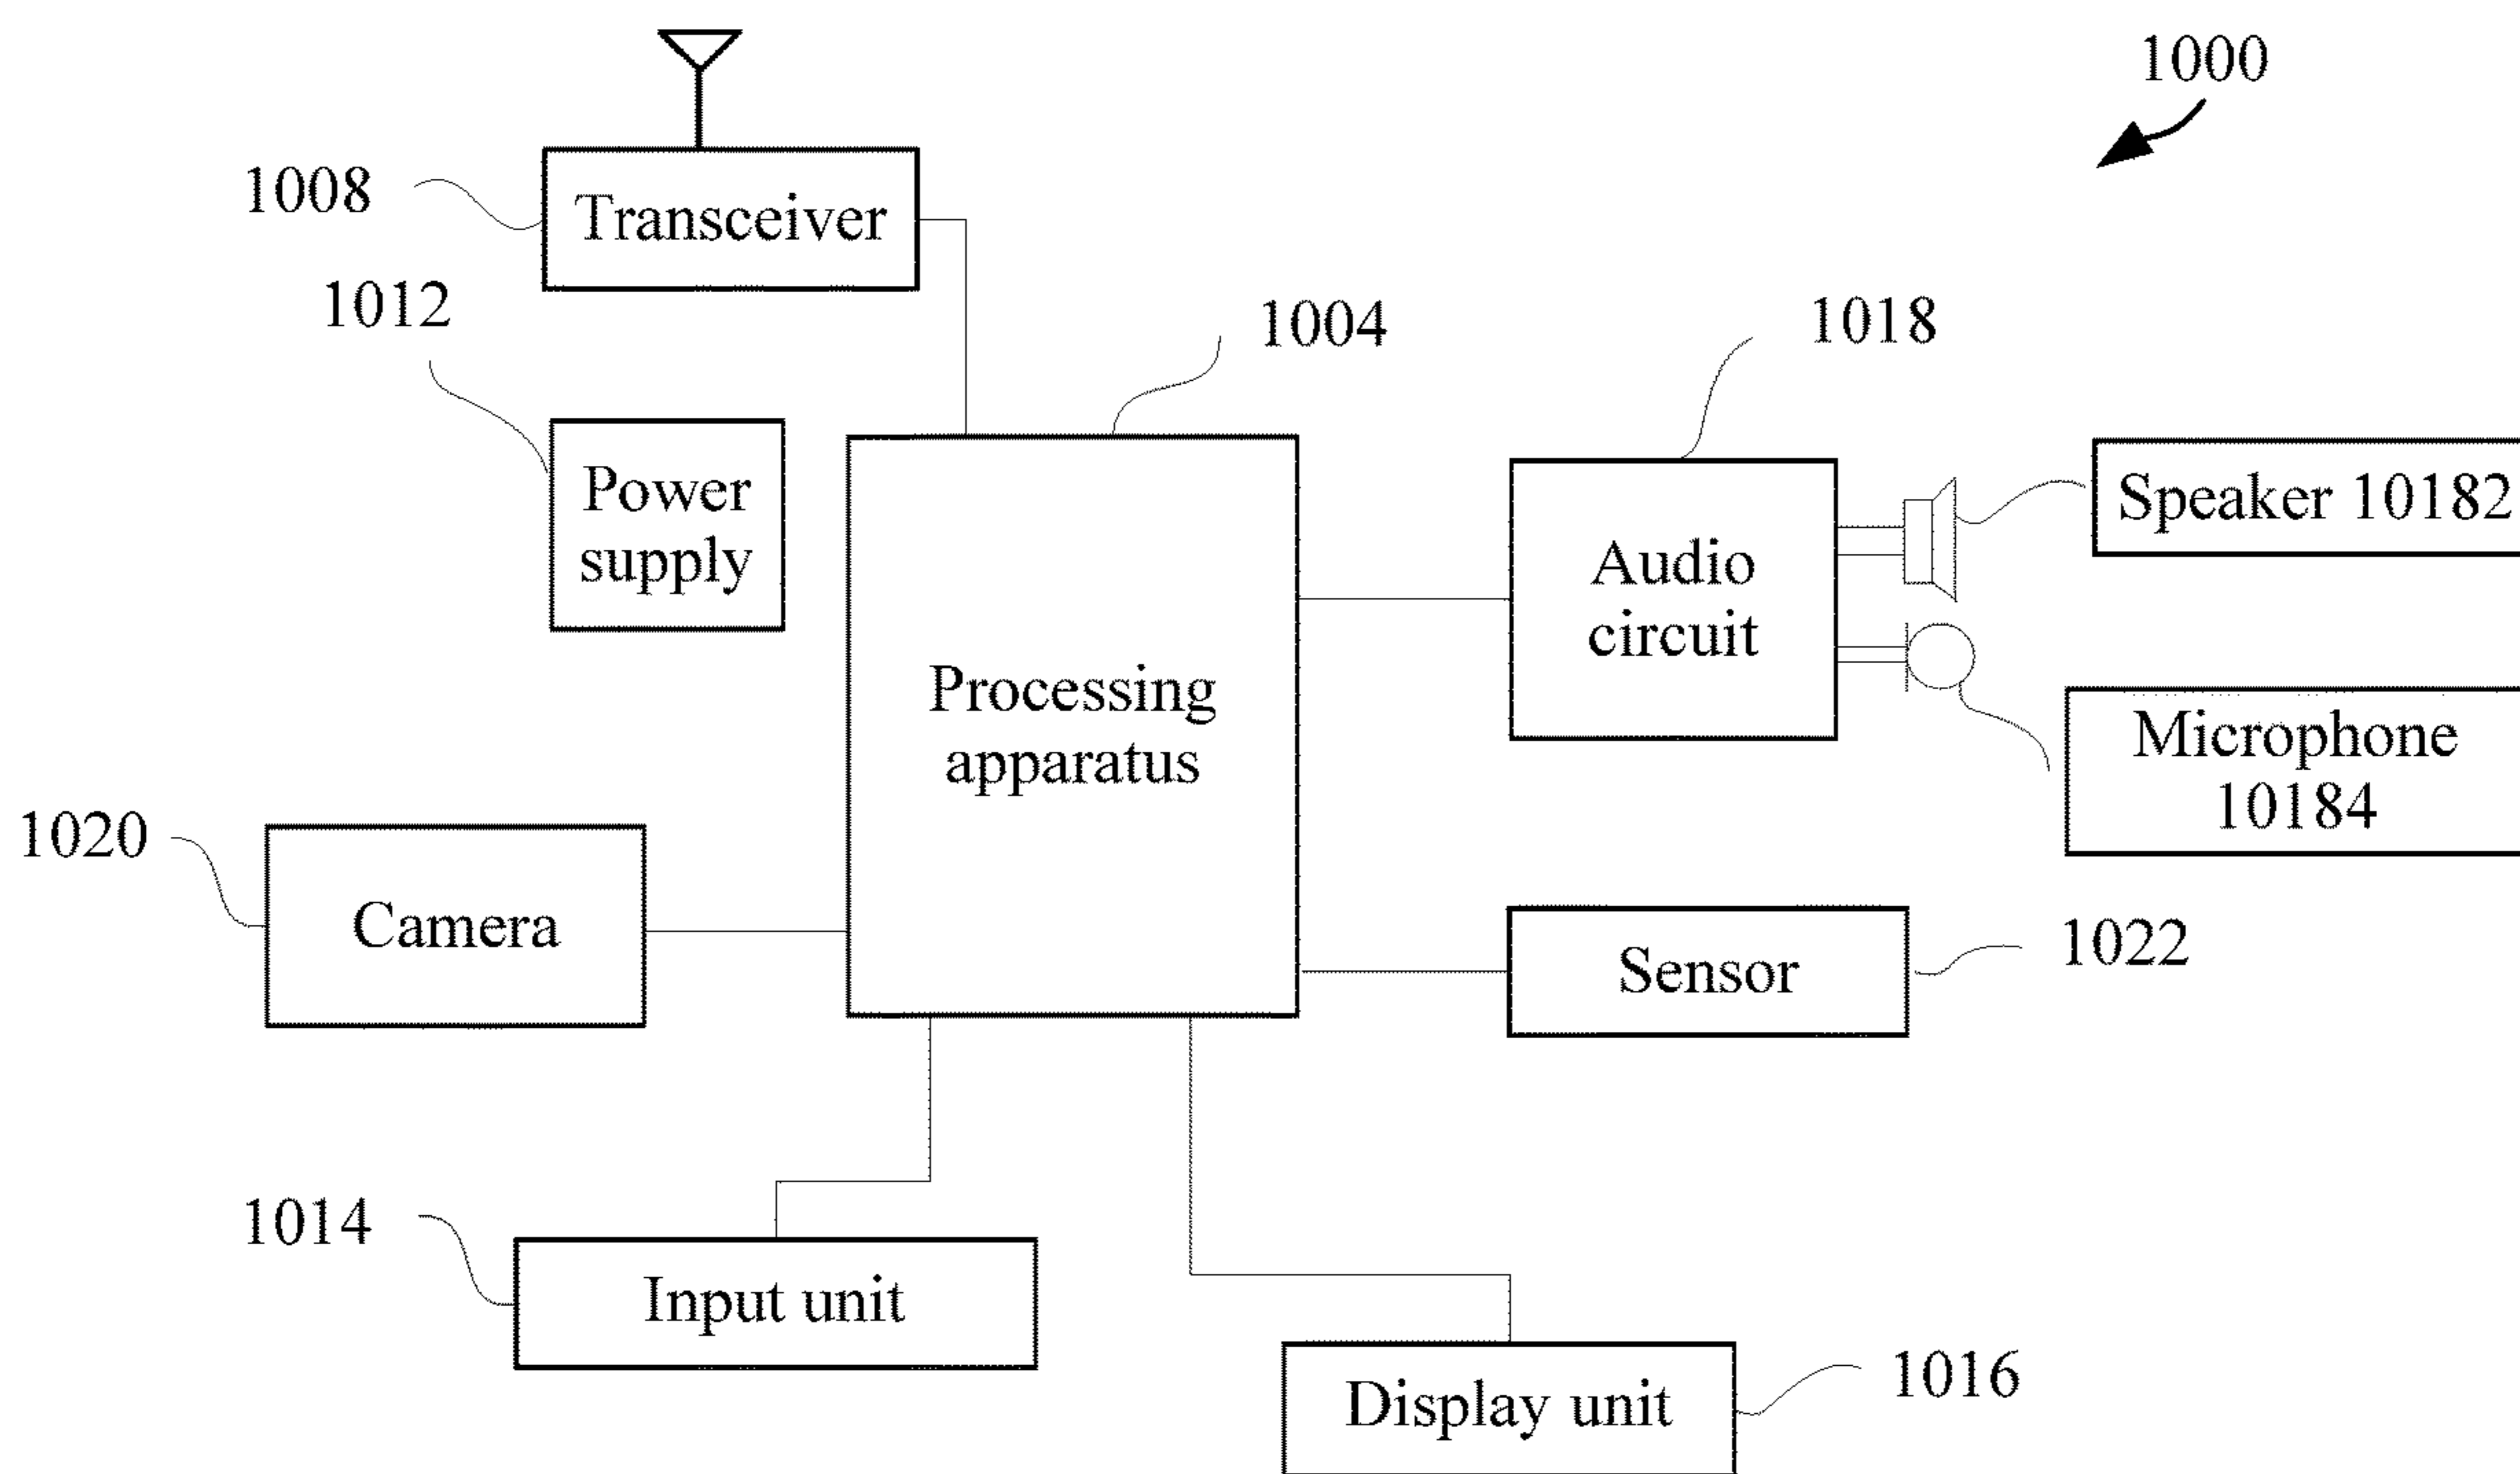 1000
1008
Transceiver
1012
1004
1018
Power
supply
Speaker 10182
Audio
circuit
Processing
apparatus
Microphone
10184
1020
Camera
Sensor
1022
1014
Input unit
Display unit
1016